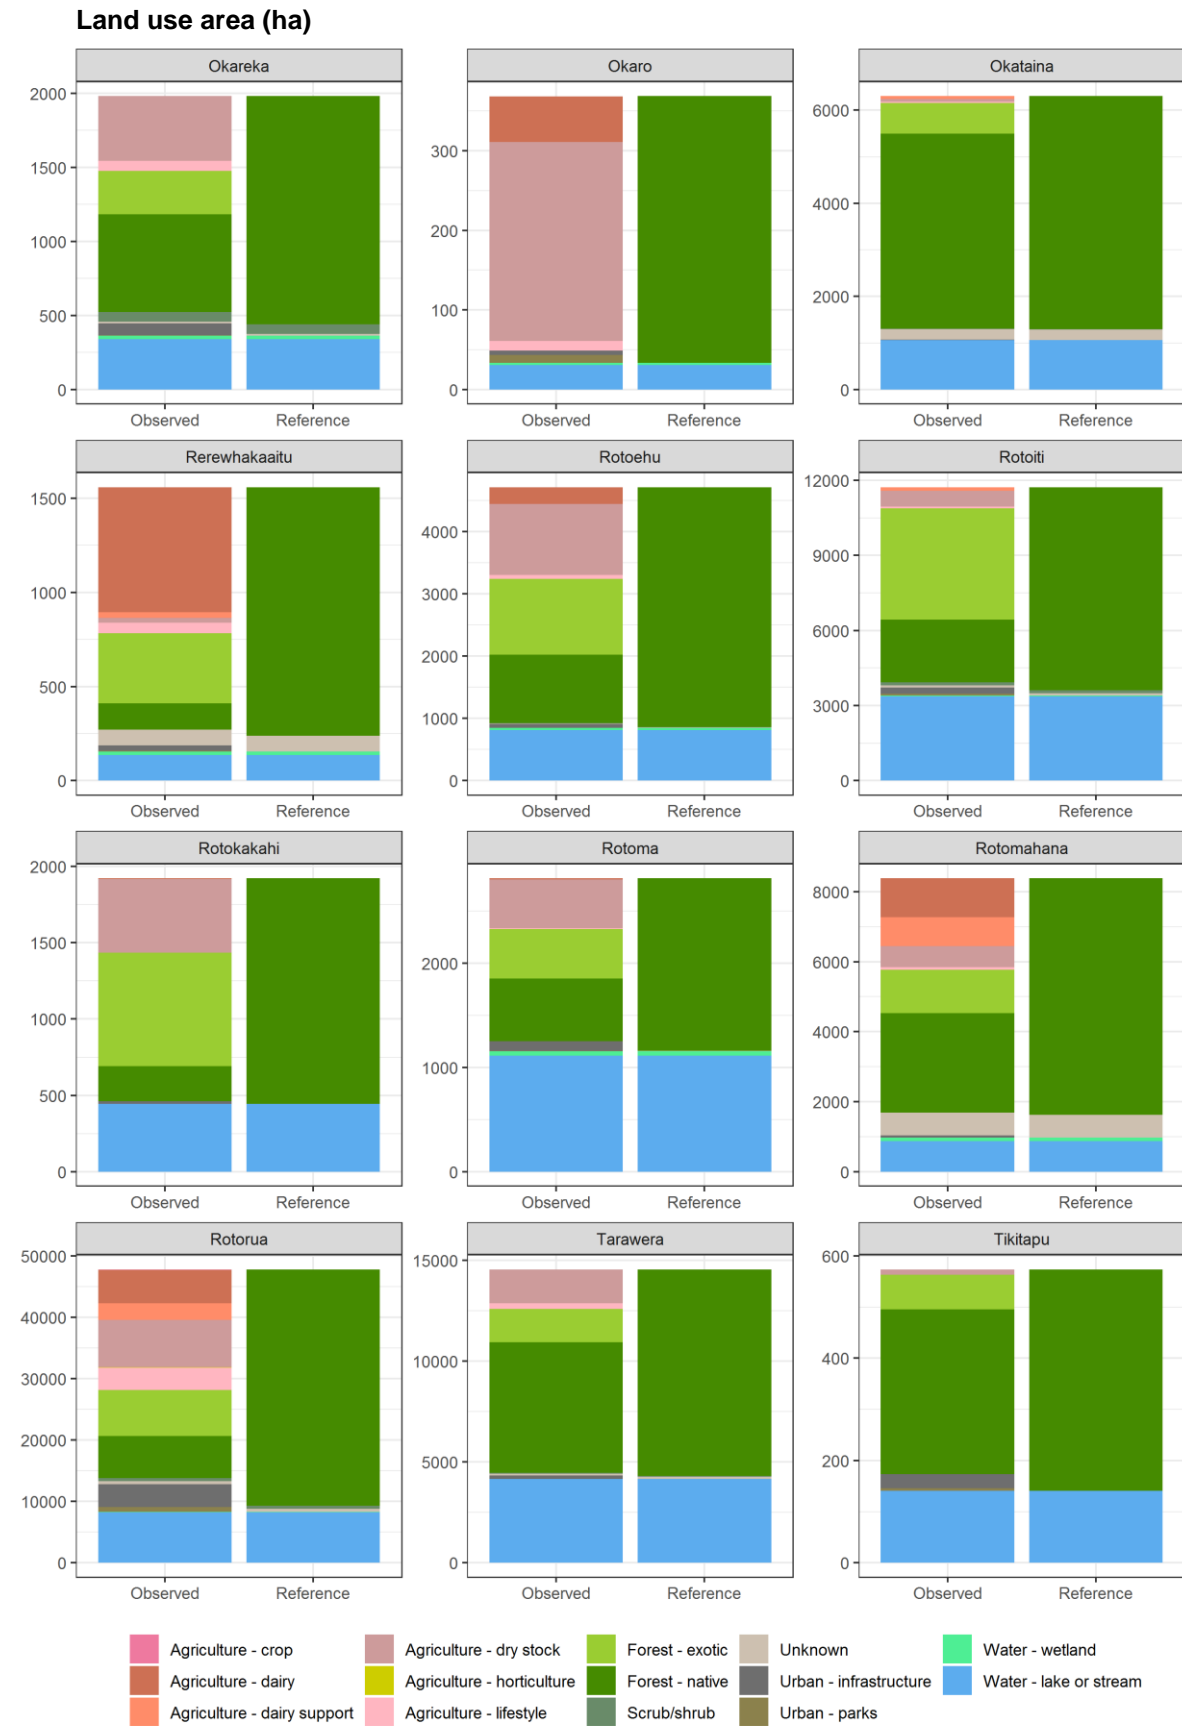 Land use area (ha)
Okareka
Okaro
Okataina
2000
1500
1000
500
0
300
200
100
0
6000
4000
2000
0
Observed Reference
Observed Reference
Observed Reference
Rerewhakaaitu
Rotoehu
Rotoiti
1500
1000
500
0
4000
3000
2000
1000
0
12000
9000
6000
3000
0
Observed Reference
Observed Reference
Observed Reference
Rotokakahi
Rotoma
Rotomahana
2000
1500
1000
500
0
2000
1000
0
8000
6000
4000
2000
0
Observed Reference
Observed Reference
Observed Reference
Rotorua
Tarawera
Tikitapu
50000
40000
30000
20000
10000
0
15000
10000
5000
0
600
400
200
0
Observed Reference
Observed Reference
Observed Reference
Agriculture - crop
Agriculture - dairy
Agriculture - dairy support
Agriculture - dry stock
Agriculture - horticulture
Agriculture - lifestyle
Forest - exotic
Forest - native
Scrub/shrub
Unknown
Urban - infrastructure
Urban - parks
Water - wetland
Water - lake or stream